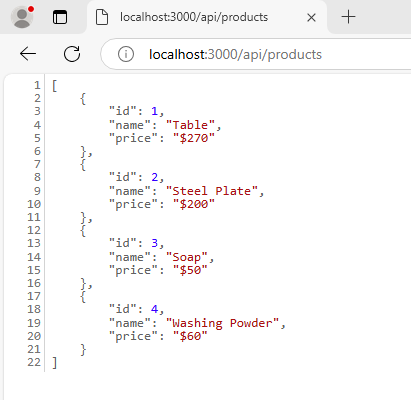 localhost:3000/api/products
localhost:3000/api/products
1 [
2     {
3         "id": 1,
4         "name": "Table",
5         "price": "$270"
6     },
7     {
8         "id": 2,
9         "name": "Steel Plate",
10         "price": "$200"
11     },
12     {
13         "id": 3,
14         "name": "Soap",
15         "price": "$50"
16     },
17     {
18         "id": 4,
19         "name": "Washing Powder",
20         "price": "$60"
21     }
22 ]